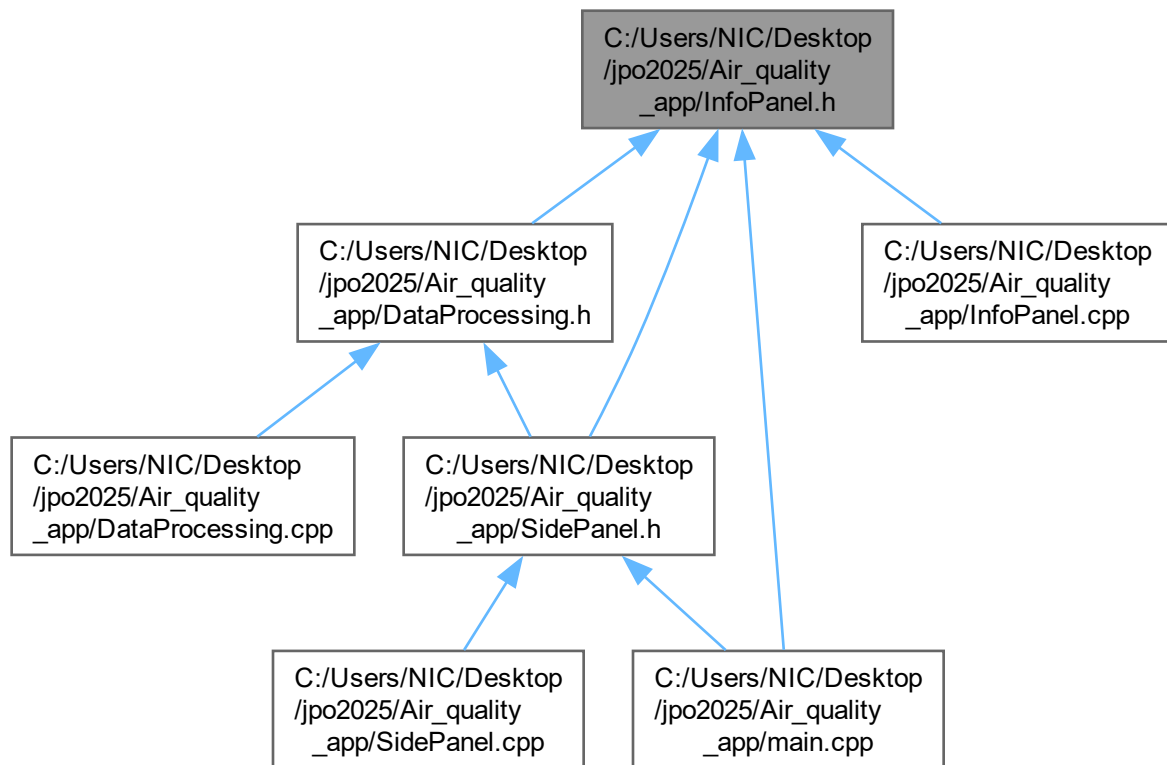 C:/Users/NIC/Desktop
/jpo2025/Air_quality
_app/InfoPanel.h
C:/Users/NIC/Desktop
/jpo2025/Air_quality
_app/DataProcessing.h
C:/Users/NIC/Desktop
/jpo2025/Air_quality
_app/InfoPanel.cpp
C:/Users/NIC/Desktop
/jpo2025/Air_quality
_app/DataProcessing.cpp
C:/Users/NIC/Desktop
/jpo2025/Air_quality
_app/SidePanel.h
C:/Users/NIC/Desktop
/jpo2025/Air_quality
_app/SidePanel.cpp
C:/Users/NIC/Desktop
/jpo2025/Air_quality
_app/main.cpp